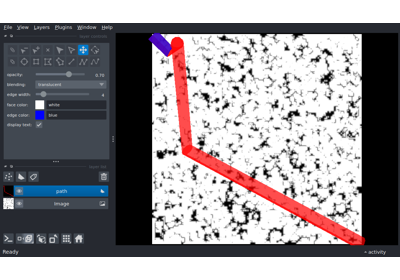 File View Layers Plugins Window Help
opacity: 0.70
blending: translucent
edge width: 4
face color: white
edge color: blue
display text:
path
Image
Ready
activity